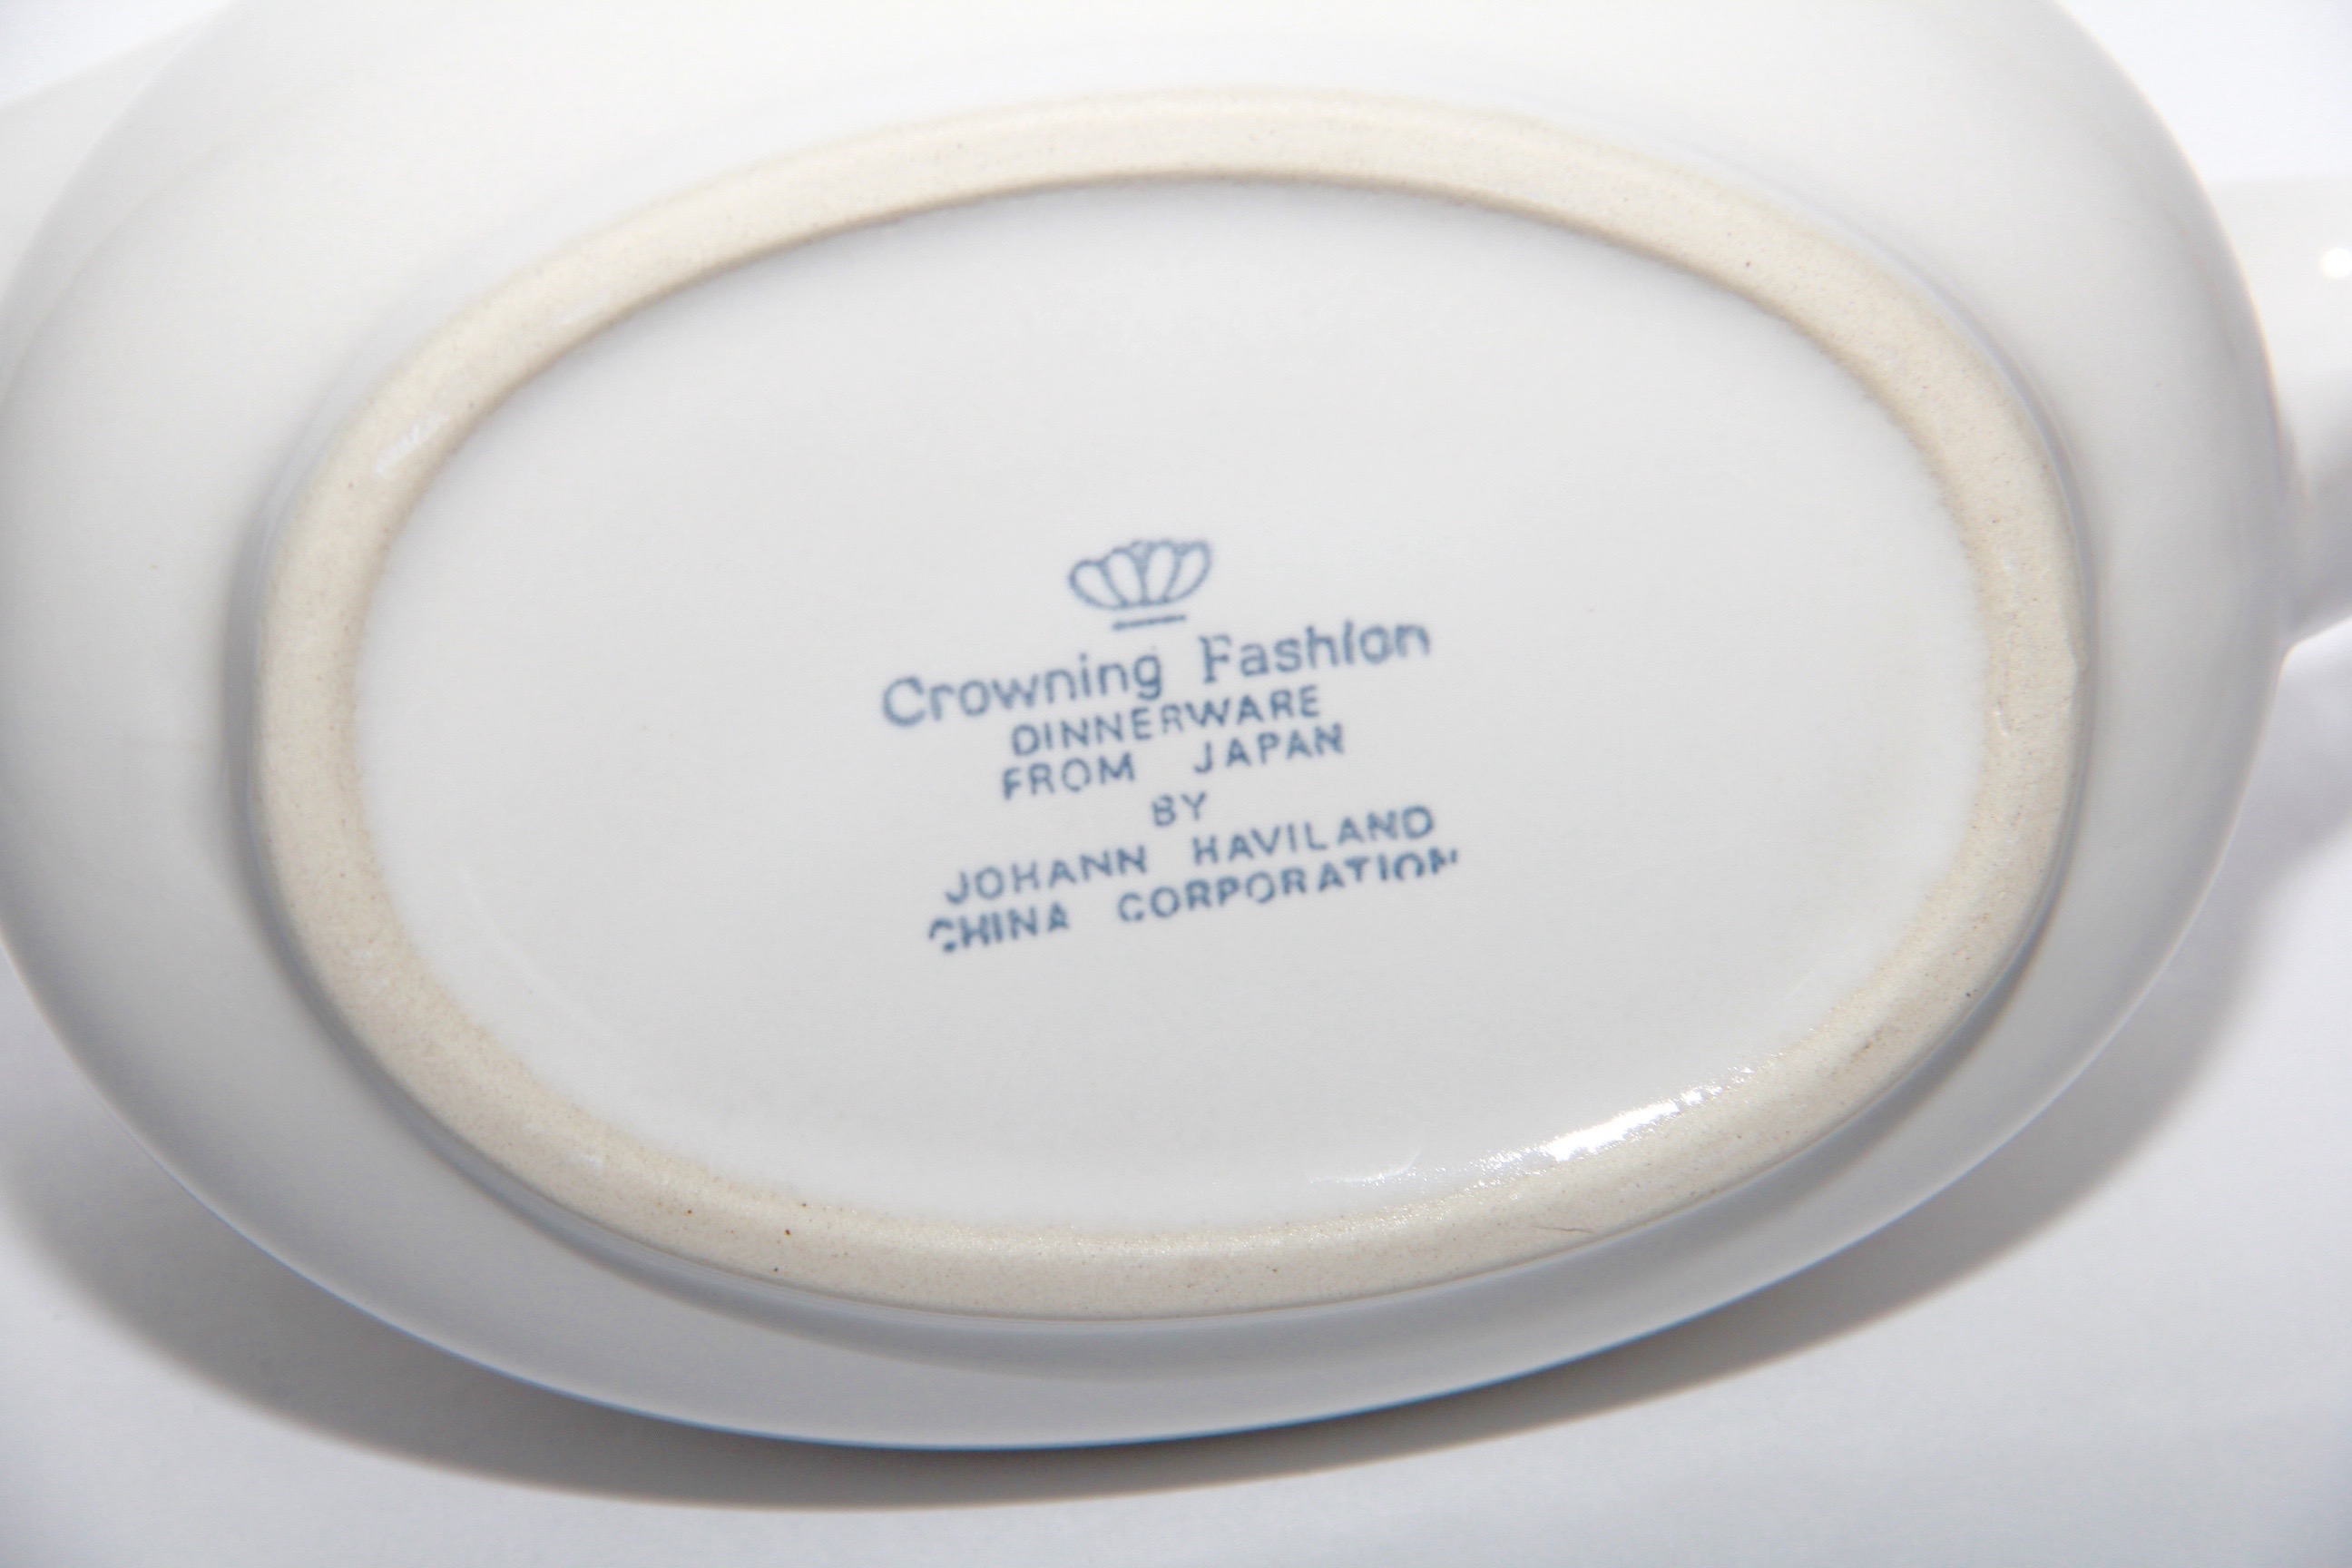 Crowning Fashion
DINNERWARE
FROM JAPAN
BY
JOHANN HAVILAND
CHINA CORPORATION